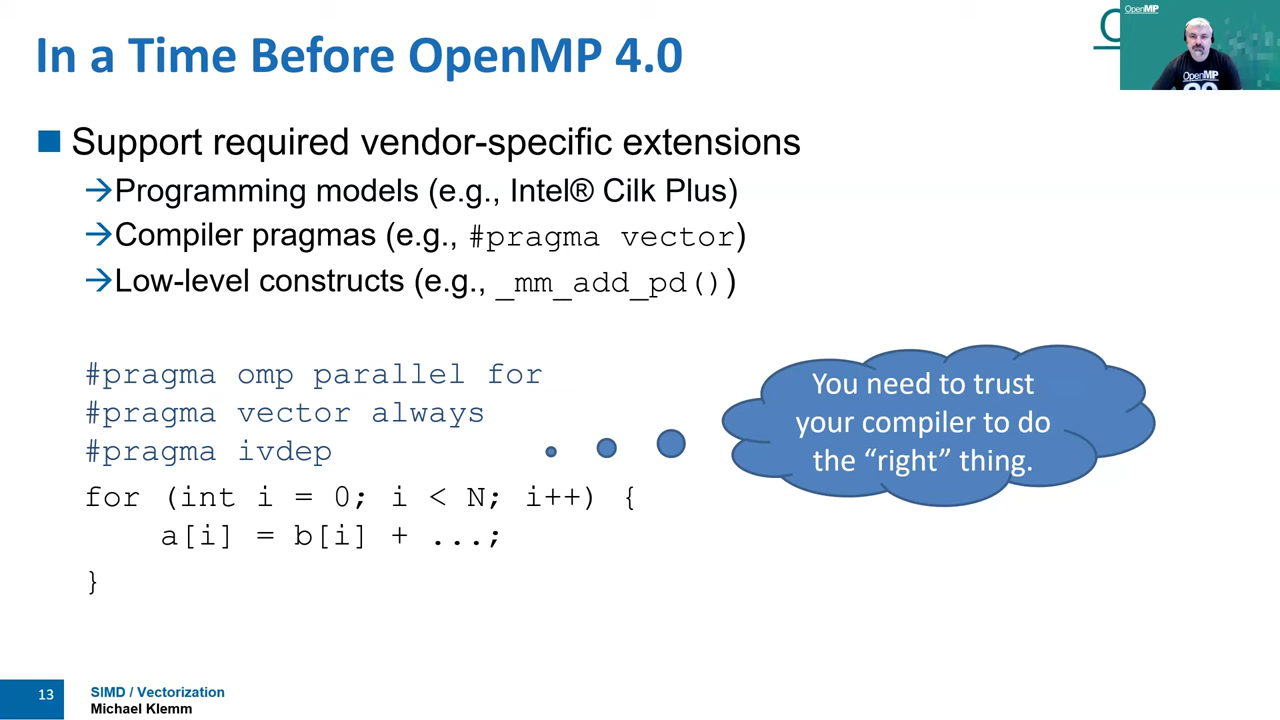 In a Time Before OpenMP 4.0
OpenMP
OpenMP
Support required vendor-specific extensions
→Programming models (e.g., Intel® Cilk Plus)
→Compiler pragmas (e.g., #pragma vector)
→Low-level constructs (e.g., _mm_add_pd())
#pragma omp parallel for
#pragma vector always
#pragma ivdep
for (int i = 0; i < N; i++) {
a[i] = b[i] + ...;
}
You need to trust
your compiler to do
the “right” thing.
13
SIMD / Vectorization
Michael Klemm